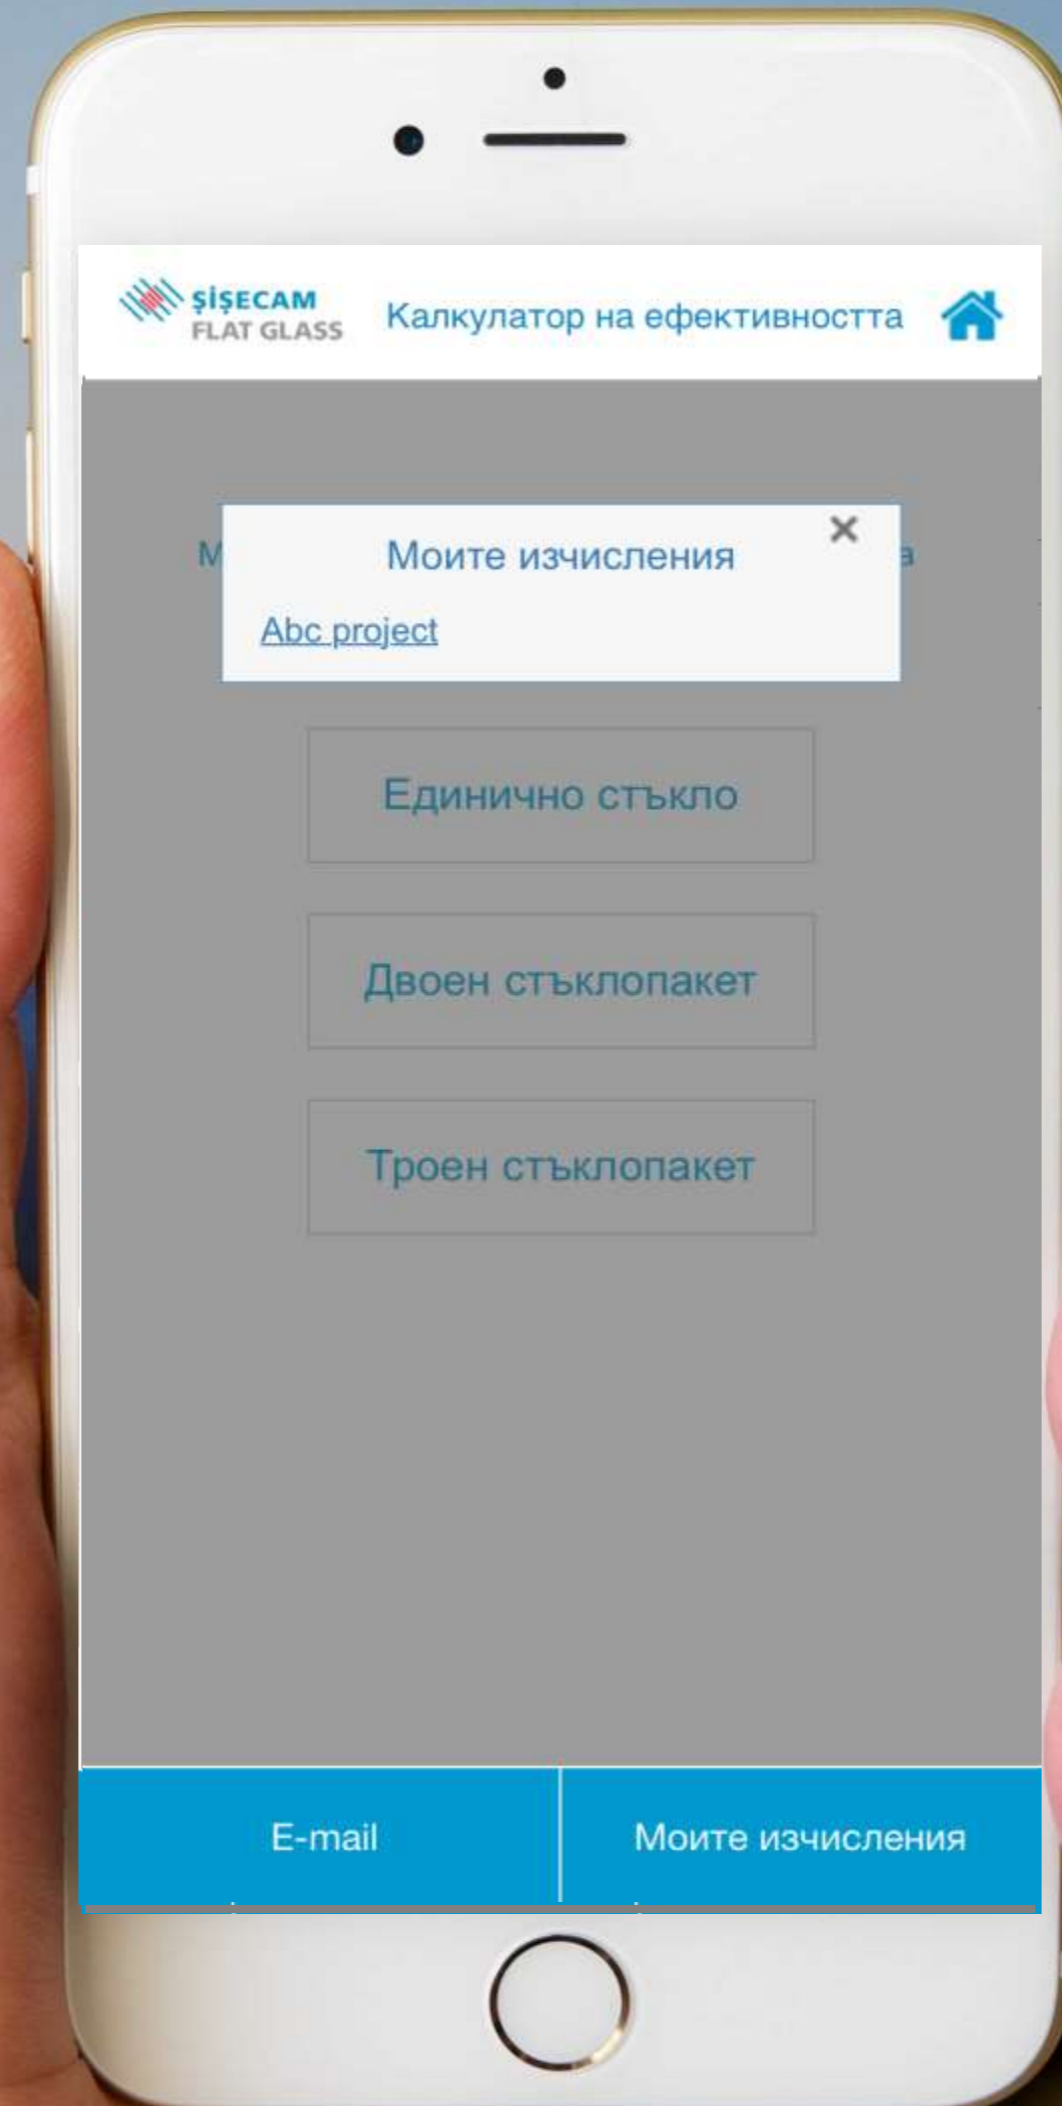 ŞİŞECAM
FLAT GLASS
Калкулатор на ефективността
Моите изчисления
Abc project
Единично стъкло
Двоен стъклопакет
Троен стъклопакет
E-mail
Моите изчисления